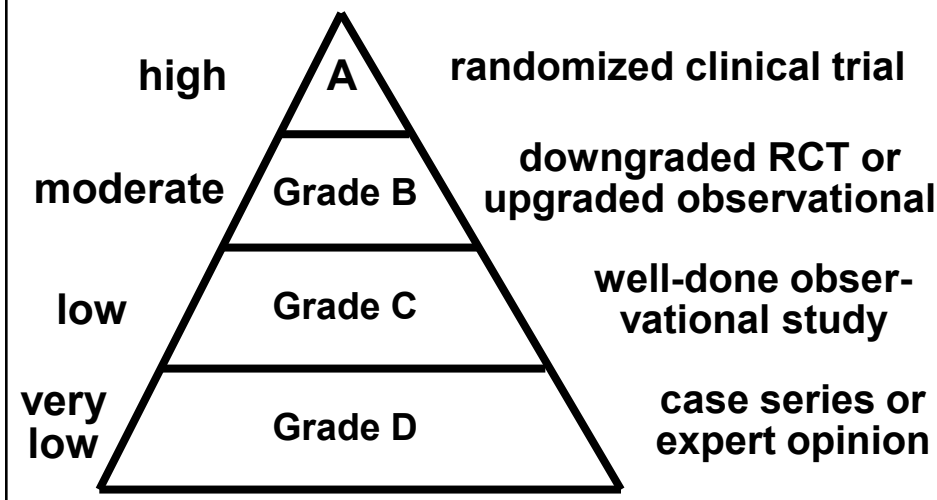 high
A
randomized clinical trial
moderate
Grade B
downgraded RCT or
upgraded observational
low
Grade C
well-done obser-
vational study
very
low
Grade D
case series or
expert opinion